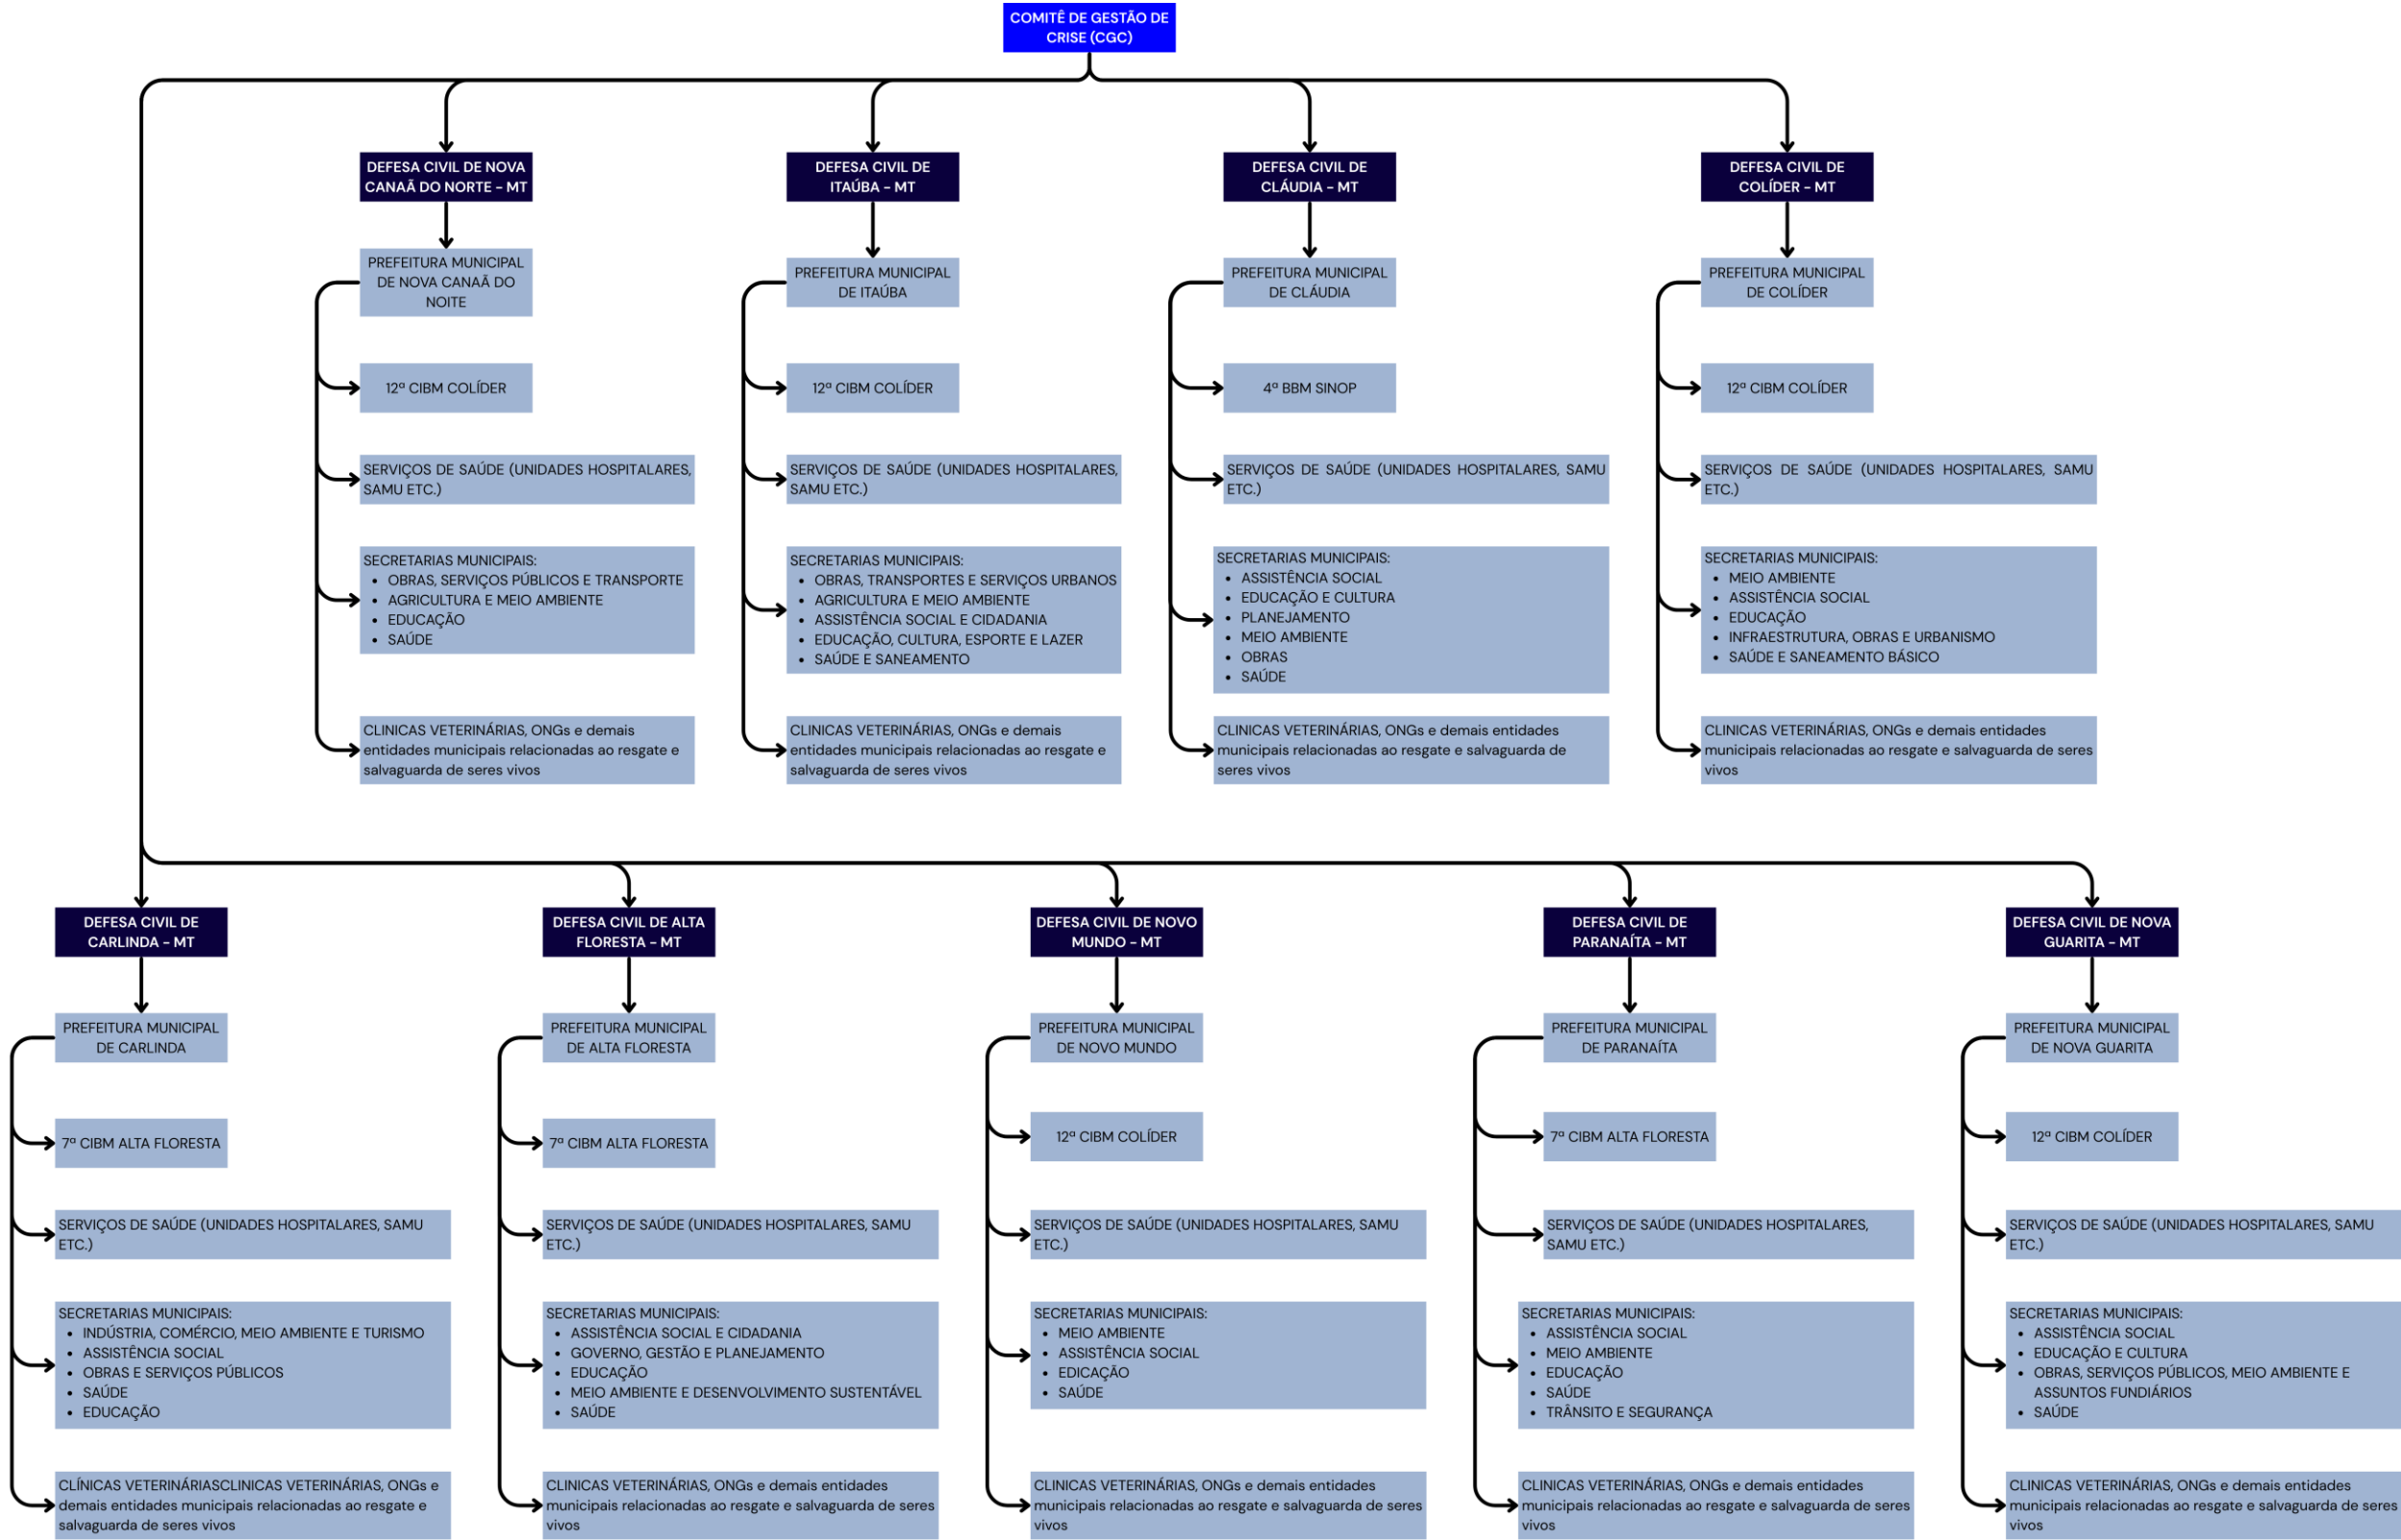 COMITÊ DE GESTÃO DE
CRISE (CGC)
DEFESA CIVIL DE NOVA
CANAÃ DO NORTE - MT
PREFEITURA MUNICIPAL
DE NOVA CANAÃ DO
NOITE
12ª CIBM COLÍDER
SERVIÇOS DE SAÚDE (UNIDADES HOSPITALARES,
SAMU ETC.)
SECRETARIAS MUNICIPAIS:
• OBRAS, SERVIÇOS PÚBLICOS E TRANSPORTE
• AGRICULTURA E MEIO AMBIENTE
• EDUCAÇÃO
• SAÚDE
CLINICAS VETERINÁRIAS, ONGs e demais
entidades municipais relacionadas ao resgate e
salvaguarda de seres vivos
DEFESA CIVIL DE
ITAÚBA - MT
PREFEITURA MUNICIPAL
DE ITAÚBA
12ª CIBM COLÍDER
SERVIÇOS DE SAÚDE (UNIDADES HOSPITALARES,
SAMU ETC.)
SECRETARIAS MUNICIPAIS:
• OBRAS, TRANSPORTES E SERVIÇOS URBANOS
• AGRICULTURA E MEIO AMBIENTE
• ASSISTÊNCIA SOCIAL E CIDADANIA
• EDUCAÇÃO, CULTURA, ESPORTE E LAZER
• SAÚDE E SANEAMENTO
CLINICAS VETERINÁRIAS, ONGs e demais
entidades municipais relacionadas ao resgate e
salvaguarda de seres vivos
DEFESA CIVIL DE
CLÁUDIA - MT
PREFEITURA MUNICIPAL
DE CLÁUDIA
4ª BBM SINOP
SERVIÇOS DE SAÚDE (UNIDADES HOSPITALARES, SAMU
ETC.)
SECRETARIAS MUNICIPAIS:
• ASSISTÊNCIA SOCIAL
• EDUCAÇÃO E CULTURA
• PLANEJAMENTO
• MEIO AMBIENTE
• OBRAS
• SAÚDE
CLINICAS VETERINÁRIAS, ONGs e demais entidades
municipais relacionadas ao resgate e salvaguarda de
seres vivos
DEFESA CIVIL DE
COLÍDER - MT
PREFEITURA MUNICIPAL
DE COLÍDER
12ª CIBM COLÍDER
SERVIÇOS DE SAÚDE (UNIDADES HOSPITALARES, SAMU
ETC.)
SECRETARIAS MUNICIPAIS:
• MEIO AMBIENTE
• ASSISTÊNCIA SOCIAL
• EDUCAÇÃO
• INFRAESTRUTURA, OBRAS E URBANISMO
• SAÚDE E SANEAMENTO BÁSICO
CLINICAS VETERINÁRIAS, ONGs e demais entidades
municipais relacionadas ao resgate e salvaguarda de seres
vivos
DEFESA CIVIL DE
CARLINDA - MT
PREFEITURA MUNICIPAL
DE CARLINDA
7ª CIBM ALTA FLORESTA
SERVIÇOS DE SAÚDE (UNIDADES HOSPITALARES, SAMU
ETC.)
SECRETARIAS MUNICIPAIS:
• INDÚSTRIA, COMÉRCIO, MEIO AMBIENTE E TURISMO
• ASSISTÊNCIA SOCIAL
• OBRAS E SERVIÇOS PÚBLICOS
• SAÚDE
• EDUCAÇÃO
CLÍNICAS VETERINÁRIASCLINICAS VETERINÁRIAS, ONGs e
demais entidades municipais relacionadas ao resgate e
salvaguarda de seres vivos
DEFESA CIVIL DE ALTA
FLORESTA - MT
PREFEITURA MUNICIPAL
DE ALTA FLORESTA
7ª CIBM ALTA FLORESTA
SERVIÇOS DE SAÚDE (UNIDADES HOSPITALARES, SAMU
ETC.)
SECRETARIAS MUNICIPAIS:
• ASSISTÊNCIA SOCIAL E CIDADANIA
• GOVERNO, GESTÃO E PLANEJAMENTO
• EDUCAÇÃO
• MEIO AMBIENTE E DESENVOLVIMENTO SUSTENTÁVEL
• SAÚDE
CLINICAS VETERINÁRIAS, ONGs e demais entidades
municipais relacionadas ao resgate e salvaguarda de seres
vivos
DEFESA CIVIL DE NOVO
MUNDO - MT
PREFEITURA MUNICIPAL
DE NOVO MUNDO
12ª CIBM COLÍDER
SERVIÇOS DE SAÚDE (UNIDADES HOSPITALARES, SAMU
ETC.)
SECRETARIAS MUNICIPAIS:
• MEIO AMBIENTE
• ASSISTÊNCIA SOCIAL
• EDICAÇÃO
• SAÚDE
CLINICAS VETERINÁRIAS, ONGs e demais entidades
municipais relacionadas ao resgate e salvaguarda de seres
vivos
DEFESA CIVIL DE
PARANAÍTA - MT
PREFEITURA MUNICIPAL
DE PARANAÍTA
7ª CIBM ALTA FLORESTA
SERVIÇOS DE SAÚDE (UNIDADES HOSPITALARES,
SAMU ETC.)
SECRETARIAS MUNICIPAIS:
• ASSISTÊNCIA SOCIAL
• MEIO AMBIENTE
• EDUCAÇÃO
• SAÚDE
• TRÂNSITO E SEGURANÇA
CLINICAS VETERINÁRIAS, ONGs e demais entidades
municipais relacionadas ao resgate e salvaguarda de seres
vivos
DEFESA CIVIL DE NOVA
GUARITA - MT
PREFEITURA MUNICIPAL
DE NOVA GUARITA
12ª CIBM COLÍDER
SERVIÇOS DE SAÚDE (UNIDADES HOSPITALARES, SAMU
ETC.)
SECRETARIAS MUNICIPAIS:
• ASSISTÊNCIA SOCIAL
• EDUCAÇÃO E CULTURA
• OBRAS, SERVIÇOS PÚBLICOS, MEIO AMBIENTE E
ASSUNTOS FUNDIÁRIOS
• SAÚDE
CLINICAS VETERINÁRIAS, ONGs e demais entidades
municipais relacionadas ao resgate e salvaguarda de seres
vivos